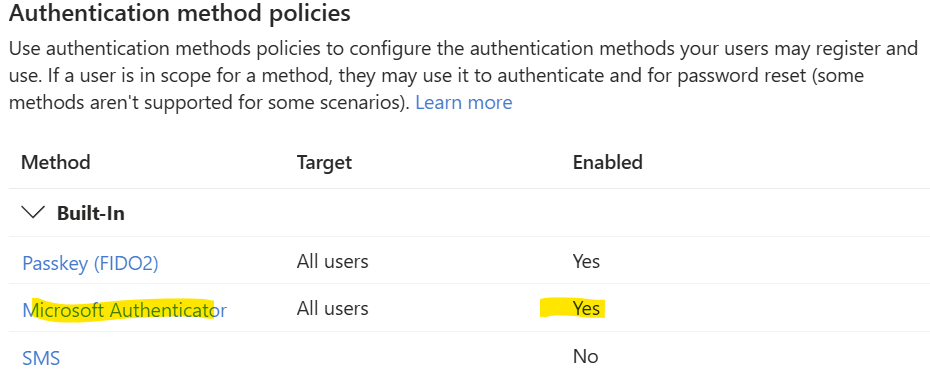 Authentication method policies
Use authentication methods policies to configure the authentication methods your users may register and
use. If a user is in scope for a method, they may use it to authenticate and for password reset (some
methods aren't supported for some scenarios). Learn more
Method Target Enabled
Built-In
Passkey (FIDO2) All users Yes
Microsoft Authenticator All users Yes
SMS No